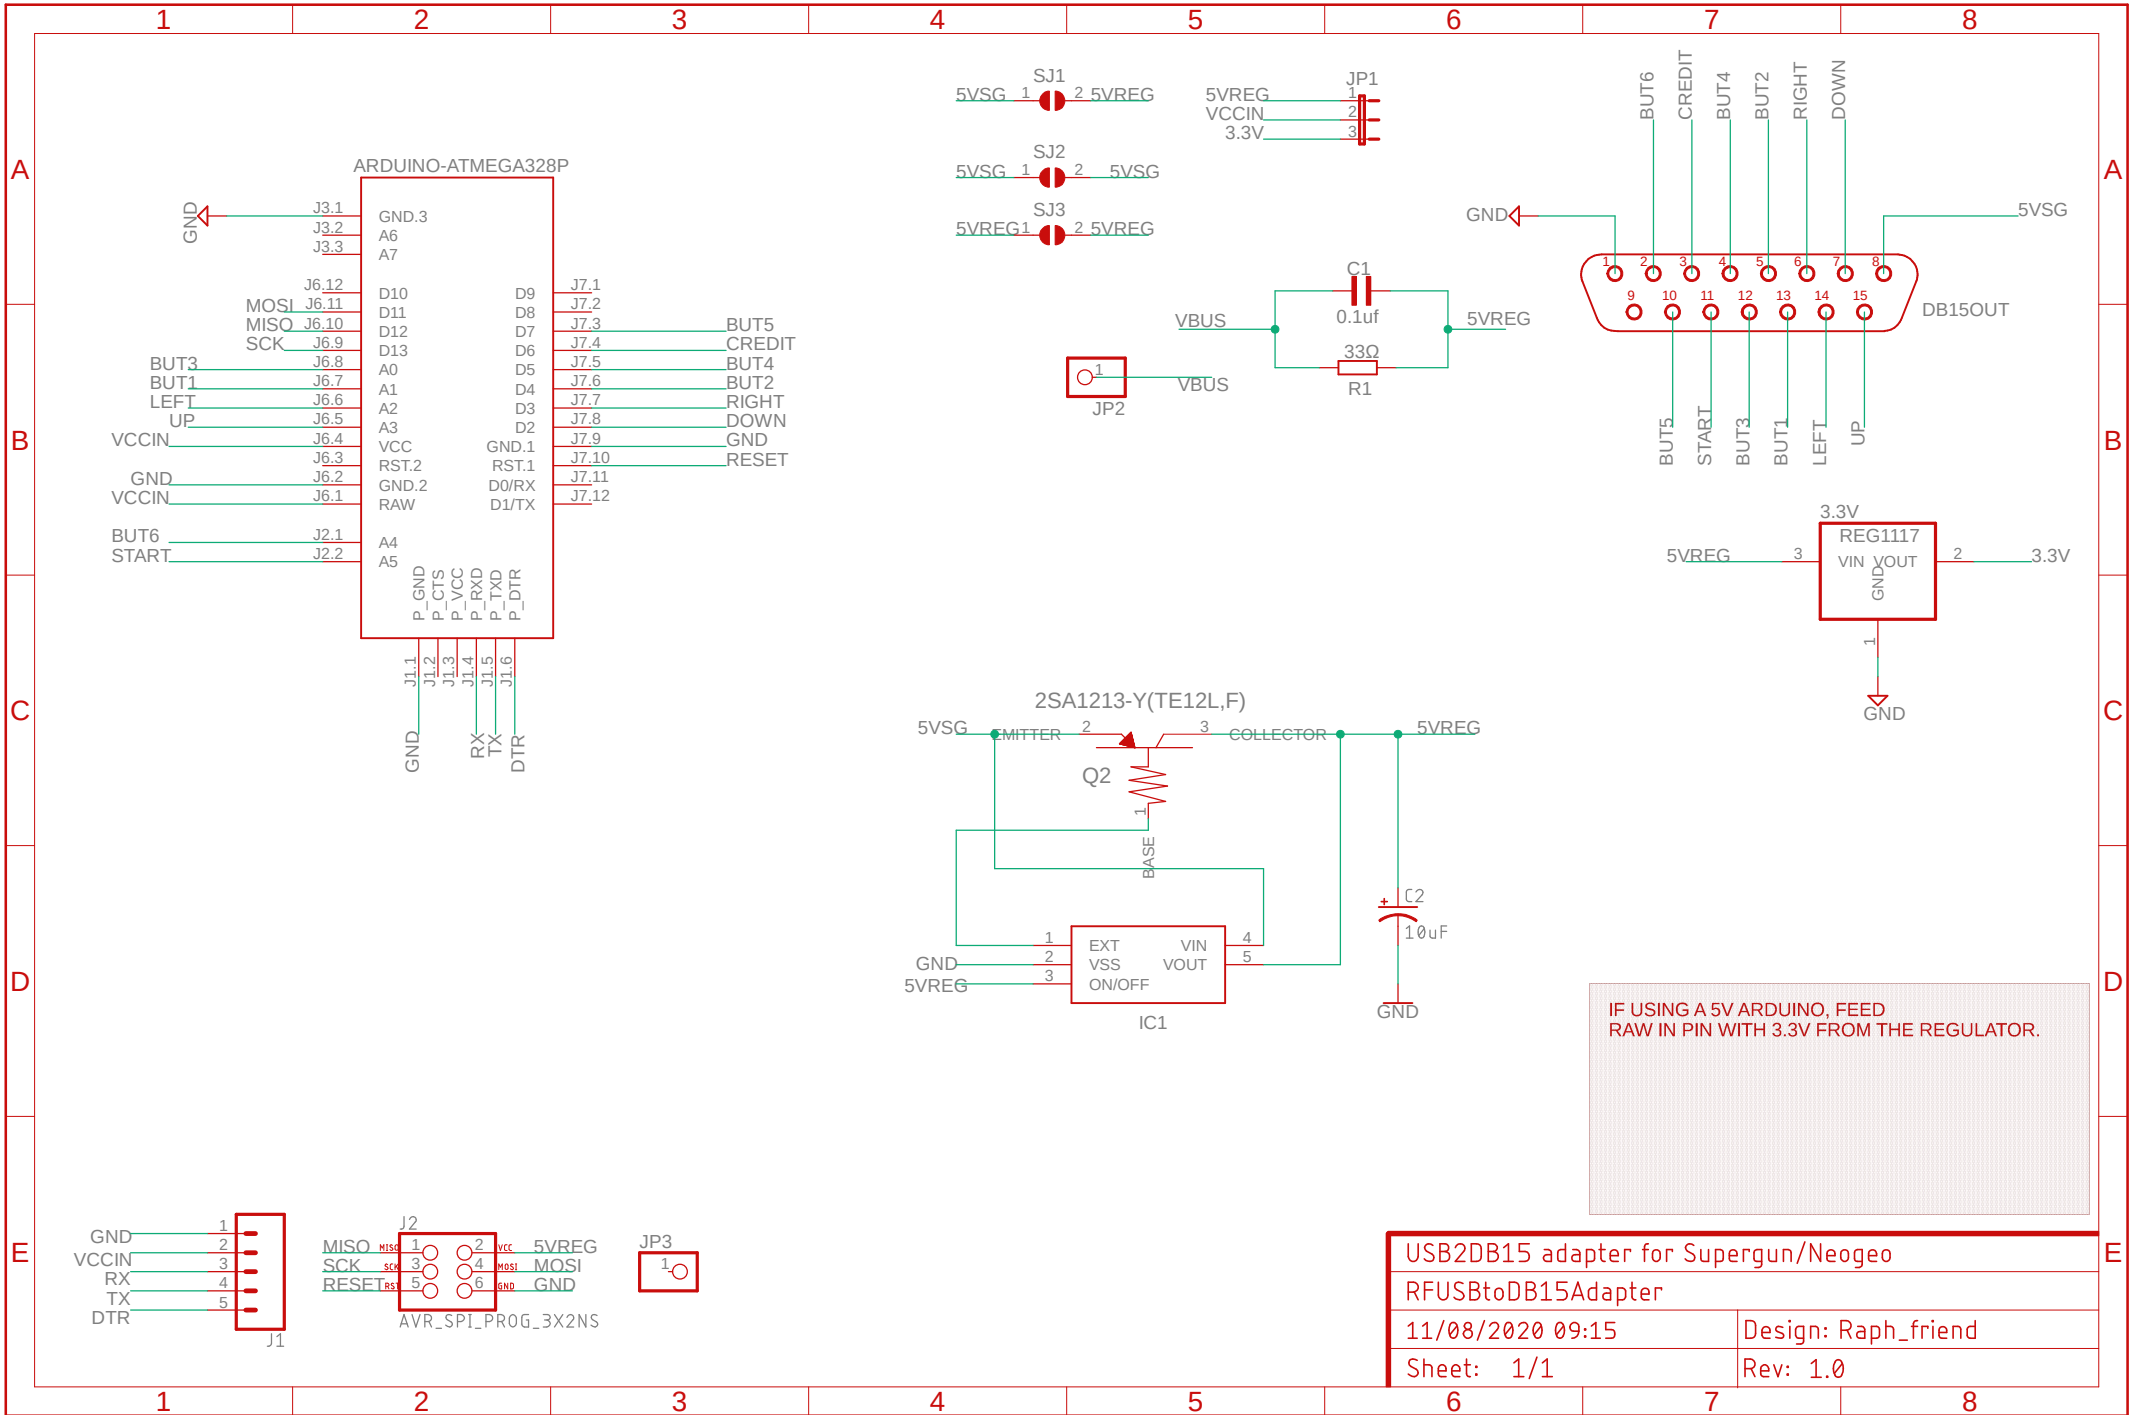 1 2 3 4 5 6 7 8
A A
B B
C C
D D
E E
1 2 3 4 5 6 7 8
ARDUINO-ATMEGA328P
GND J3.1 GND.3
J3.2 A6
J3.3 A7
J6.12 D10 D9 J7.1
MOSI J6.11 D11 D8 J7.2
MISO J6.10 D12 D7 J7.3 BUT5
SCK J6.9 D13 D6 J7.4 CREDIT
BUT3 J6.8 A0 D5 J7.5 BUT4
BUT1 J6.7 A1 D4 J7.6 BUT2
LEFT J6.6 A2 D3 J7.7 RIGHT
UP J6.5 A3 D2 J7.8 DOWN
VCCIN J6.4 VCC GND.1 J7.9 GND
J6.3 RST.2 RST.1 J7.10 RESET
GND J6.2 GND.2 D0/RX J7.11
VCCIN J6.1 RAW D1/TX J7.12
BUT6 J2.1 A4
START J2.2 A5
P_GND P_CTS P_VCC P_RXD P_TXD P_DTR
J1.1 J1.2 J1.3 J1.4 J1.5 J1.6
GND RX TX DTR
SJ1
5VSG 1 2 5VREG
SJ2
5VSG 1 2 5VSG
SJ3
5VREG 1 2 5VREG
JP1
5VREG 1
VCCIN 2
3.3V 3
C1
0.1uf
VBUS 5VREG
33Ω
R1
1 VBUS
JP2
BUT6 CREDIT BUT4 BUT2 RIGHT DOWN
GND 5VSG
1 2 3 4 5 6 7 8
9 10 11 12 13 14 15
DB15OUT
BUT5 START BUT3 BUT1 LEFT UP
3.3V
REG1117
5VREG 3 VIN VOUT 2 3.3V
GND
1
GND
2SA1213-Y(TE12L,F)
5VSG EMITTER 2 3 COLLECTOR 5VREG
Q2
1
BASE
C2
+
10uF
GND
1 EXT VIN 4
GND 2 VSS VOUT 5
5VREG 3 ON/OFF
IC1
IF USING A 5V ARDUINO, FEED
RAW IN PIN WITH 3.3V FROM THE REGULATOR.
GND 1
VCCIN 2
RX 3
TX 4
DTR 5
J1
J2
MISO MISO 1 2 VCC 5VREG
SCK SCK 3 4 MOSI MOSI
RESET RST 5 6 GND GND
AVR_SPI_PROG_3X2NS
JP3
1
USB2DB15 adapter for Supergun/Neogeo
RFUSBtoDB15Adapter
11/08/2020 09:15 Design: Raph_friend
Sheet: 1/1 Rev: 1.0